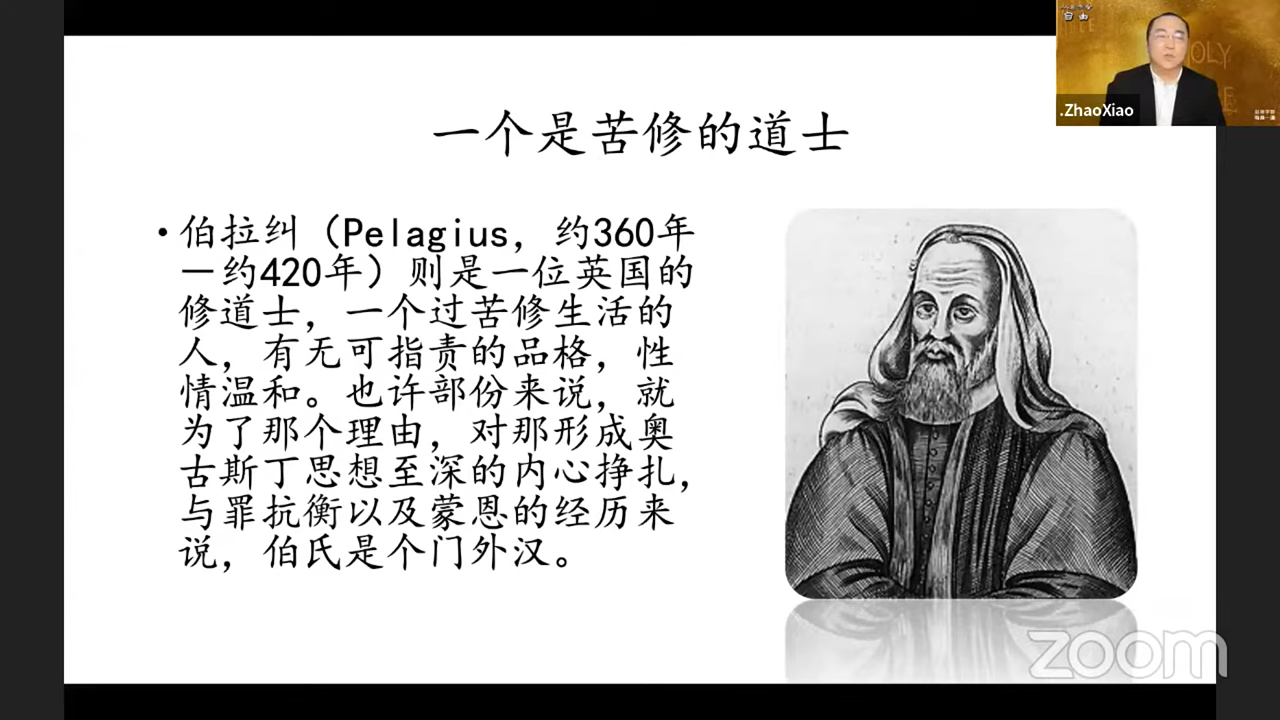 一个是苦修的道士
• 伯拉纠（Pelagius，约360年
－约420年）则是一位英国的
修道士，一个过苦修生活的
人，有无可指责的品格，性
情温和。也许部份来说，就
为了那个理由，对那形成奥
古斯丁思想至深的内心挣扎，
与罪抗衡以及蒙恩的经历来
说，伯氏是个门外汉。
自由
OLY
.ZhaoXiao
zoom